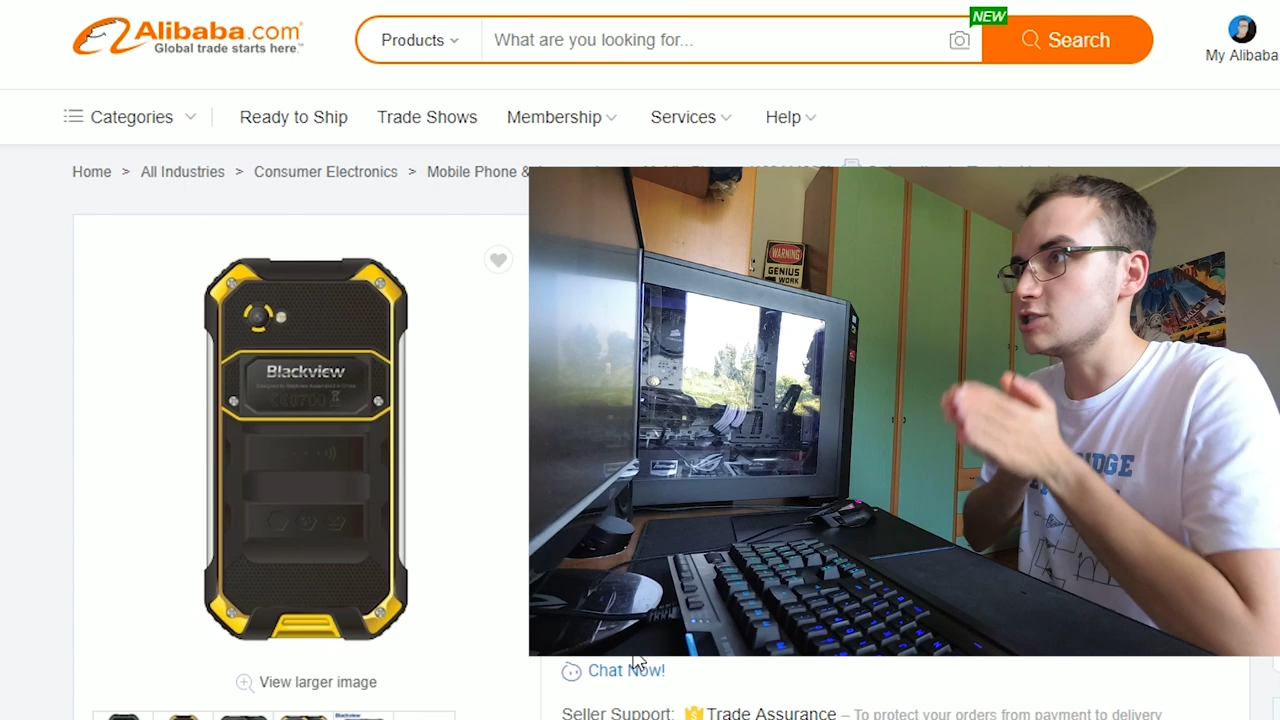 Alibaba.com
Global trade starts here.™
Products
What are you looking for...
NEW
Search
My Alibaba
Categories
Ready to Ship
Trade Shows
Membership
Services
Help
Home > All Industries > Consumer Electronics > Mobile Phone &
WARNING
GENIUS
WORK
Blackview
0700
View larger image
Chat Now!
Seller Support: Trade Assurance – To protect your orders from payment to delivery